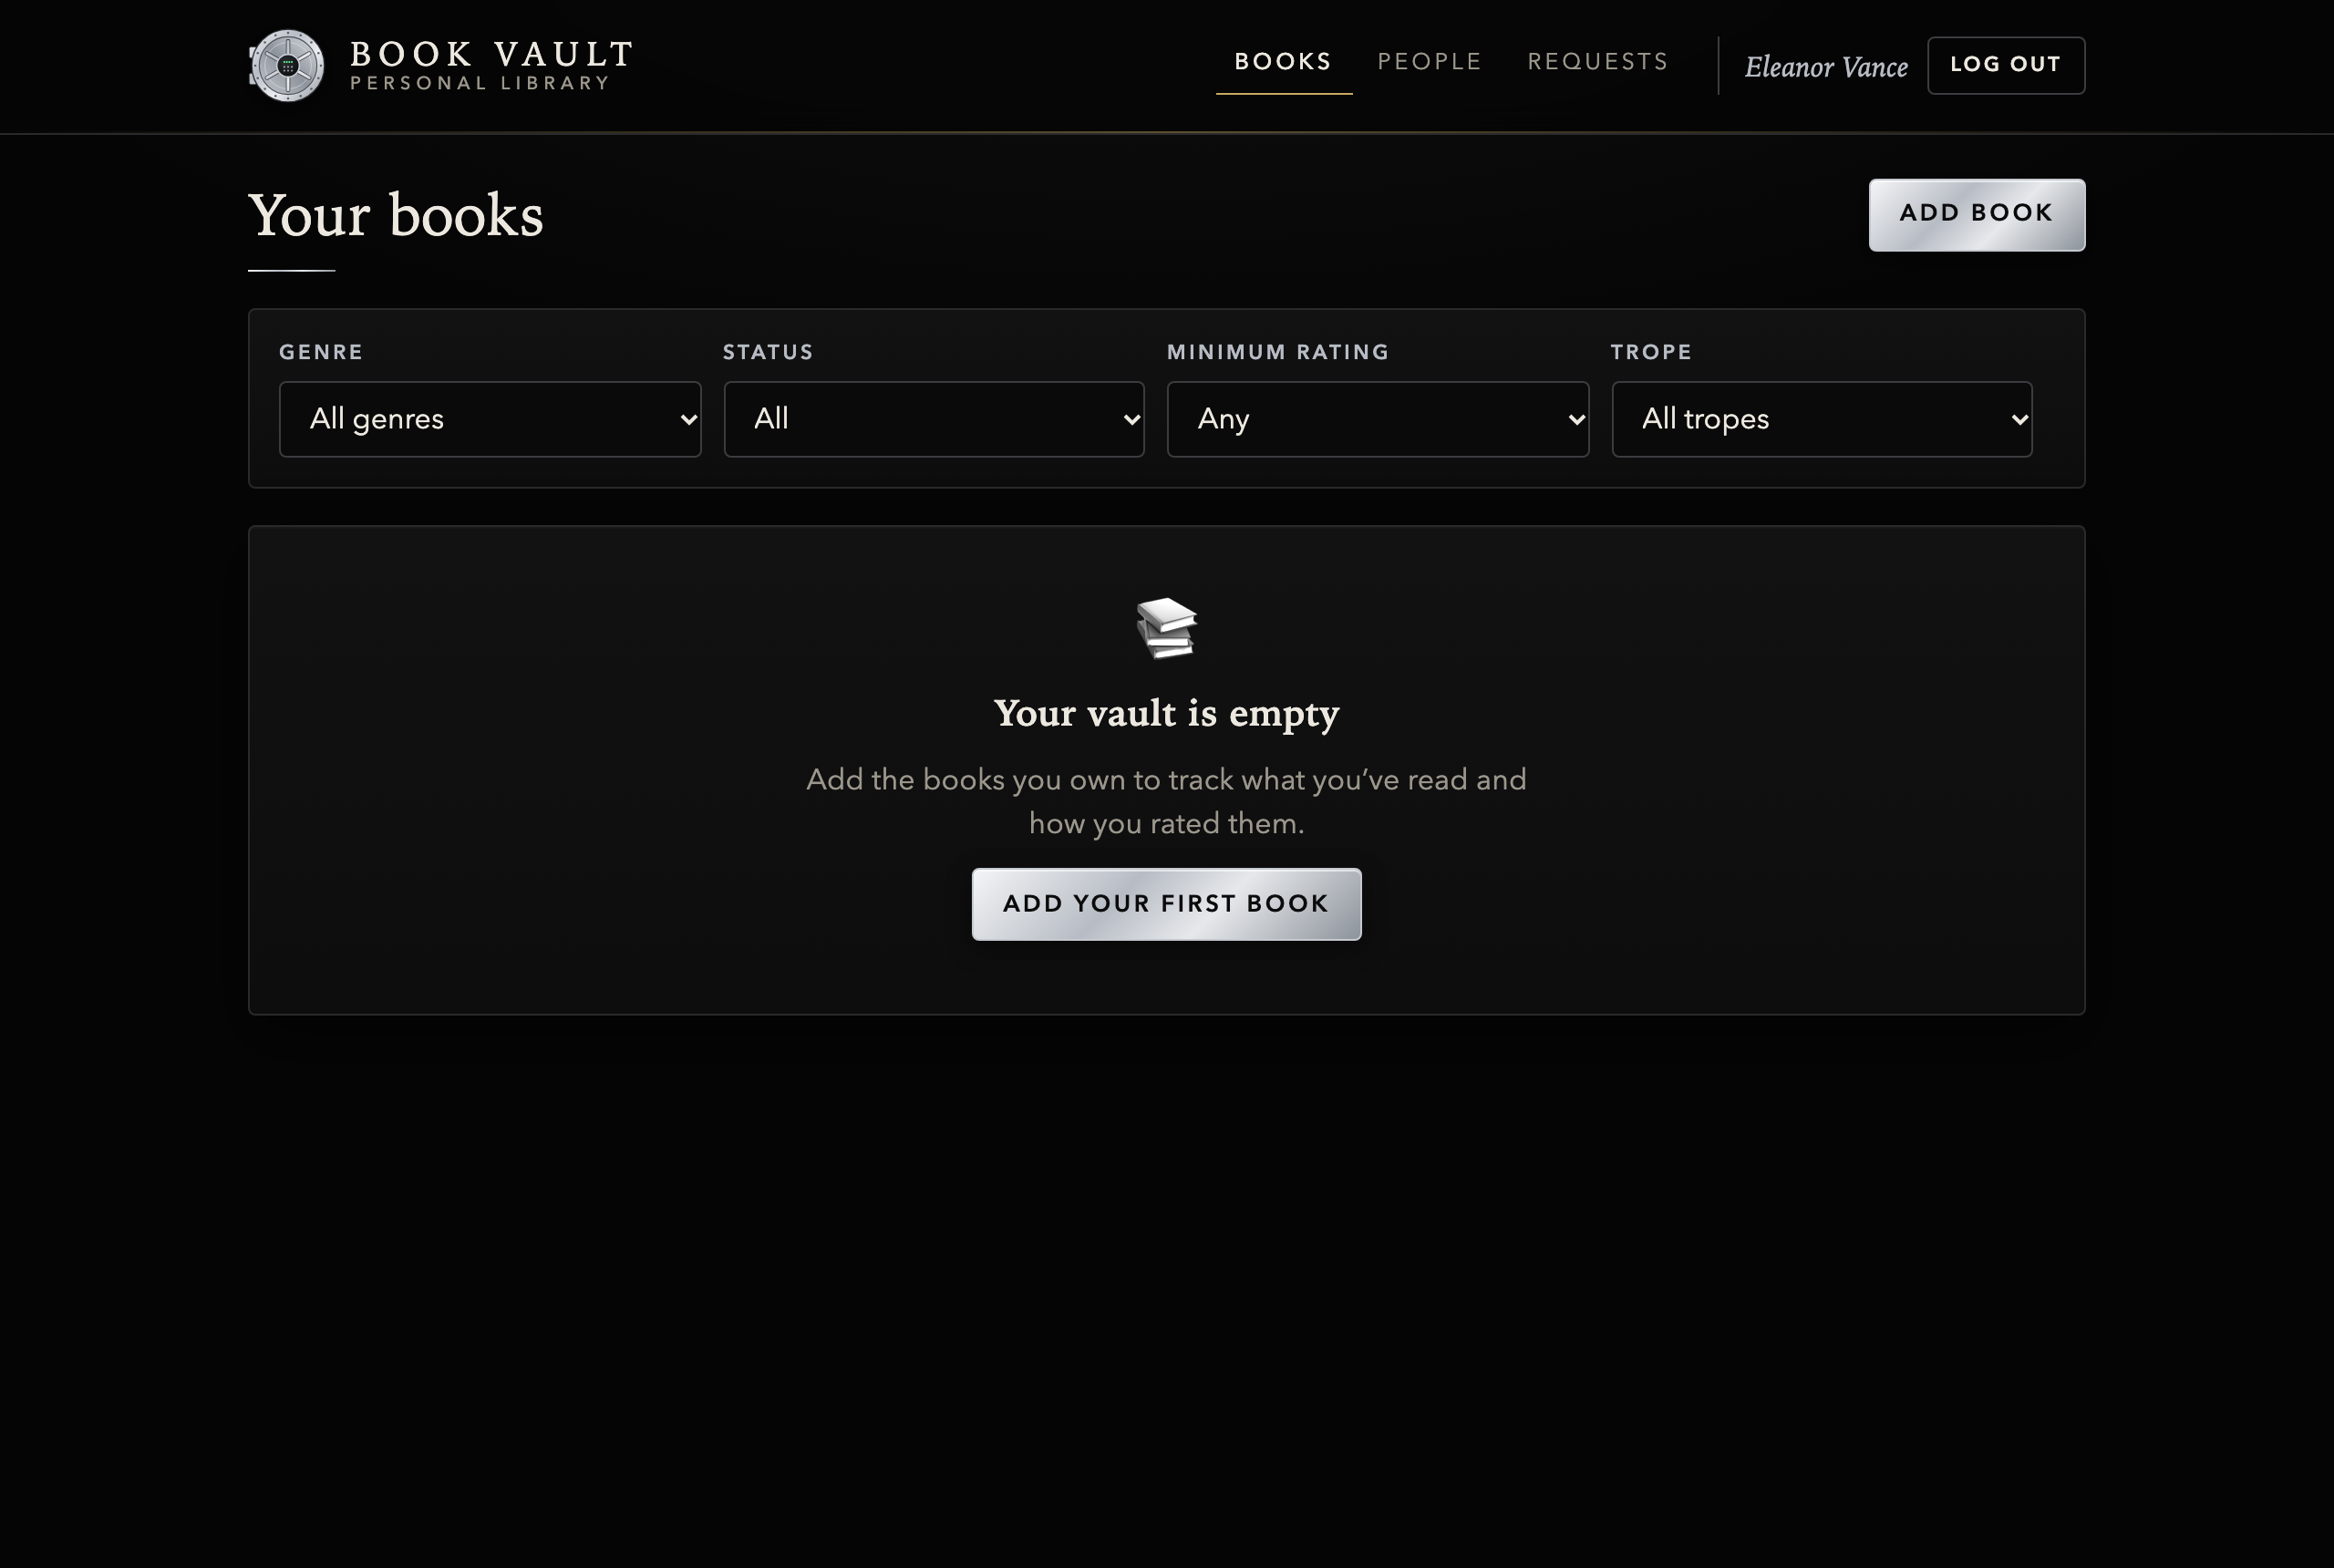 BOOK VAULT
PERSONAL LIBRARY
BOOKS PEOPLE REQUESTS Eleanor Vance LOG OUT
Your books
ADD BOOK
GENRE STATUS MINIMUM RATING TROPE
All genres All Any All tropes
Your vault is empty
Add the books you own to track what you’ve read and
how you rated them.
ADD YOUR FIRST BOOK